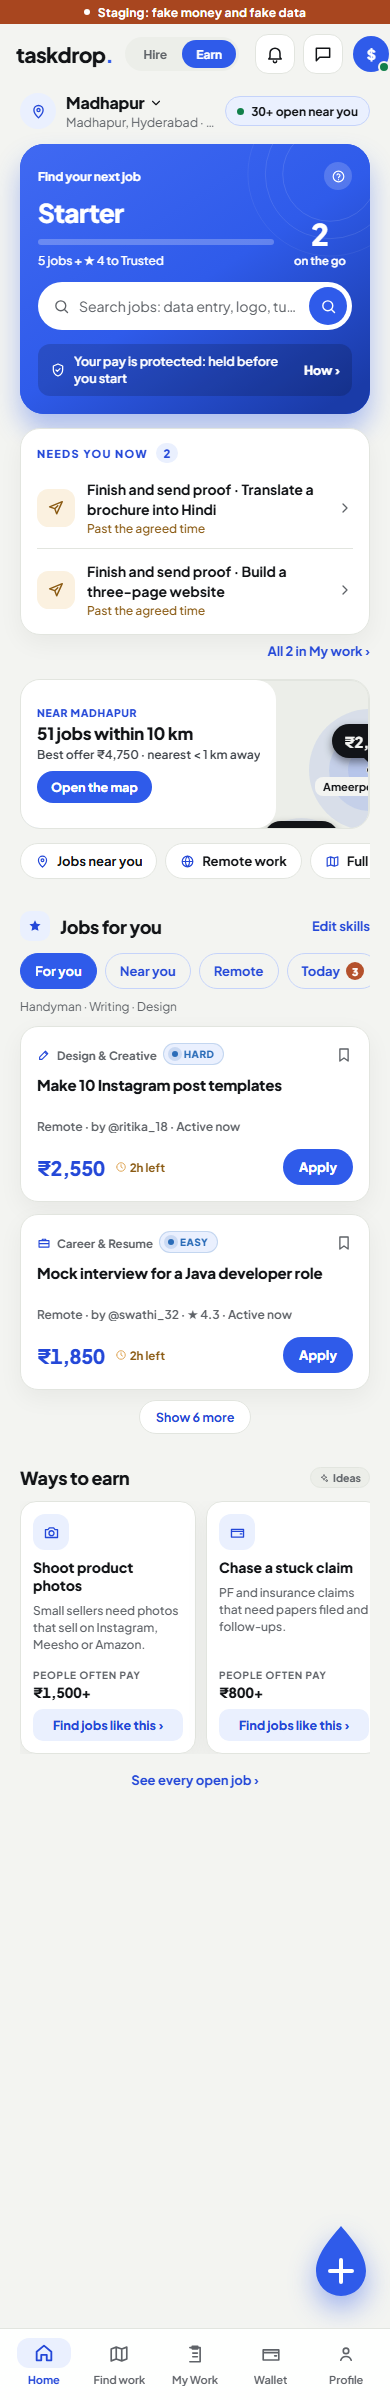 Staging: fake money and fake data
taskdrop.
Hire
Earn
$
Madhapur
Madhapur, Hyderabad · ...
30+ open near you
Find your next job
Starter
5 jobs + ★ 4 to Trusted
2
on the go
Search jobs: data entry, logo, tu...
Your pay is protected: held before
you start
How ›
NEEDS YOU NOW 2
Finish and send proof · Translate a
brochure into Hindi
Past the agreed time
Finish and send proof · Build a
three-page website
Past the agreed time
All 2 in My work ›
NEAR MADHAPUR
51 jobs within 10 km
Best offer ₹4,750 · nearest < 1 km away
Open the map
₹2,
Ameerpe
Jobs near you
Remote work
Full
Jobs for you
Edit skills
For you
Near you
Remote
Today 3
Handyman · Writing · Design
Design & Creative
HARD
Make 10 Instagram post templates
Remote · by @ritika_18 · Active now
₹2,550
2h left
Apply
Career & Resume
EASY
Mock interview for a Java developer role
Remote · by @swathi_32 · ★ 4.3 · Active now
₹1,850
2h left
Apply
Show 6 more
Ways to earn
Ideas
Shoot product
photos
Small sellers need photos
that sell on Instagram,
Meesho or Amazon.
PEOPLE OFTEN PAY
₹1,500+
Find jobs like this ›
Chase a stuck claim
PF and insurance claims
that need papers filed and
follow-ups.
PEOPLE OFTEN PAY
₹800+
Find jobs like this ›
See every open job ›
Home
Find work
My Work
Wallet
Profile